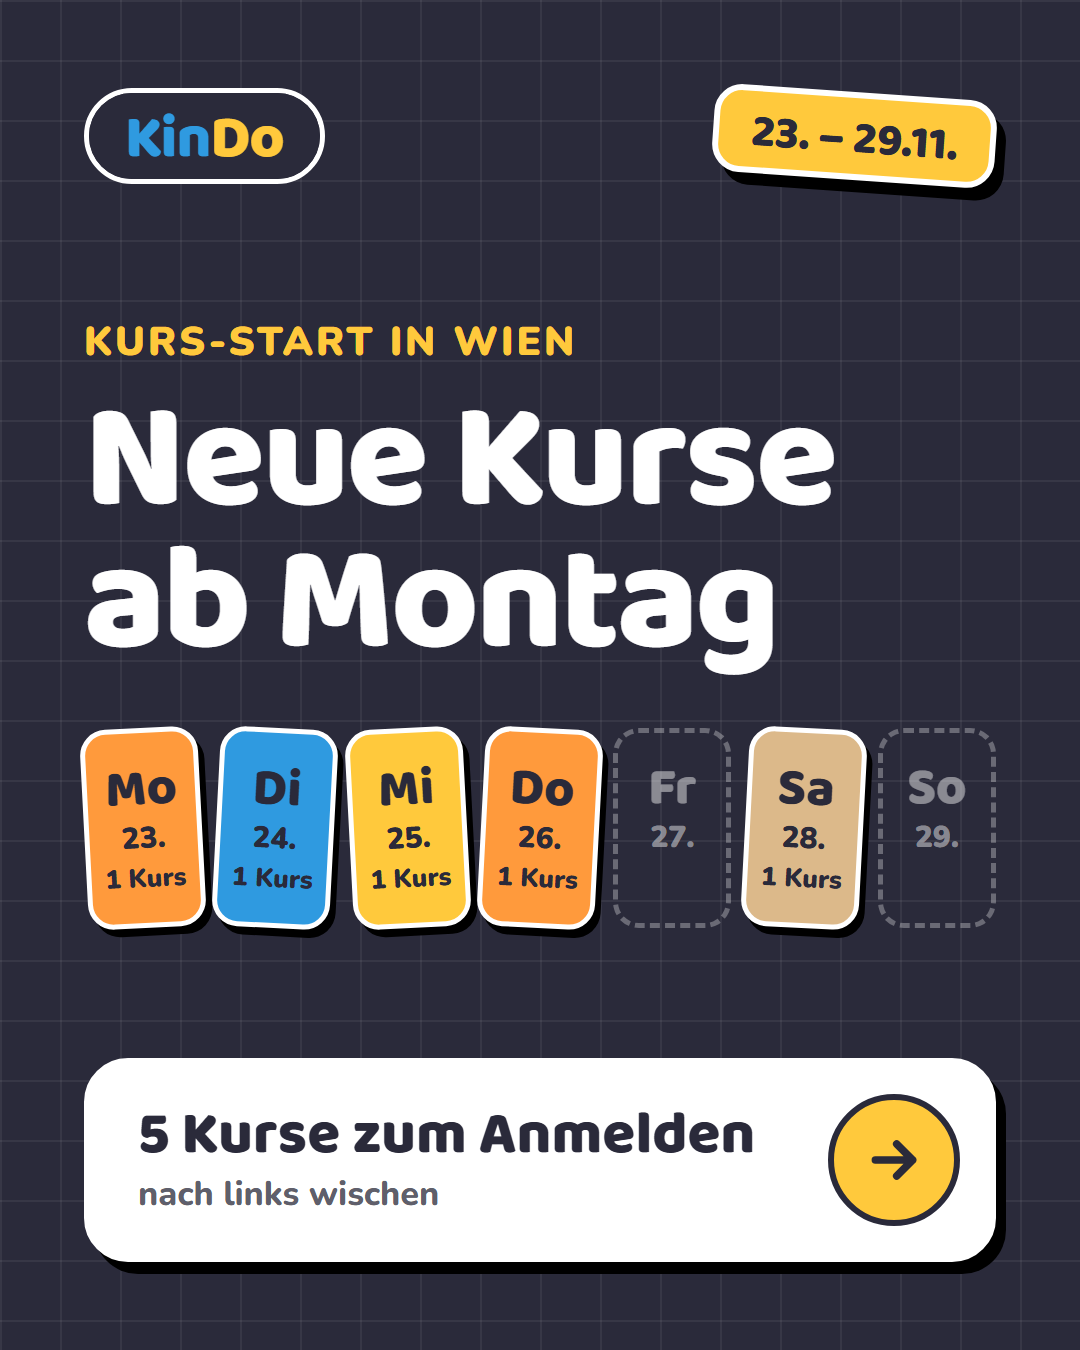 KinDo
23. – 29.11.
KURS-START IN WIEN
Neue Kurse
ab Montag
Mo
23.
1 Kurs
Di
24.
1 Kurs
Mi
25.
1 Kurs
Do
26.
1 Kurs
Fr
27.
Sa
28.
1 Kurs
So
29.
5 Kurse zum Anmelden
nach links wischen